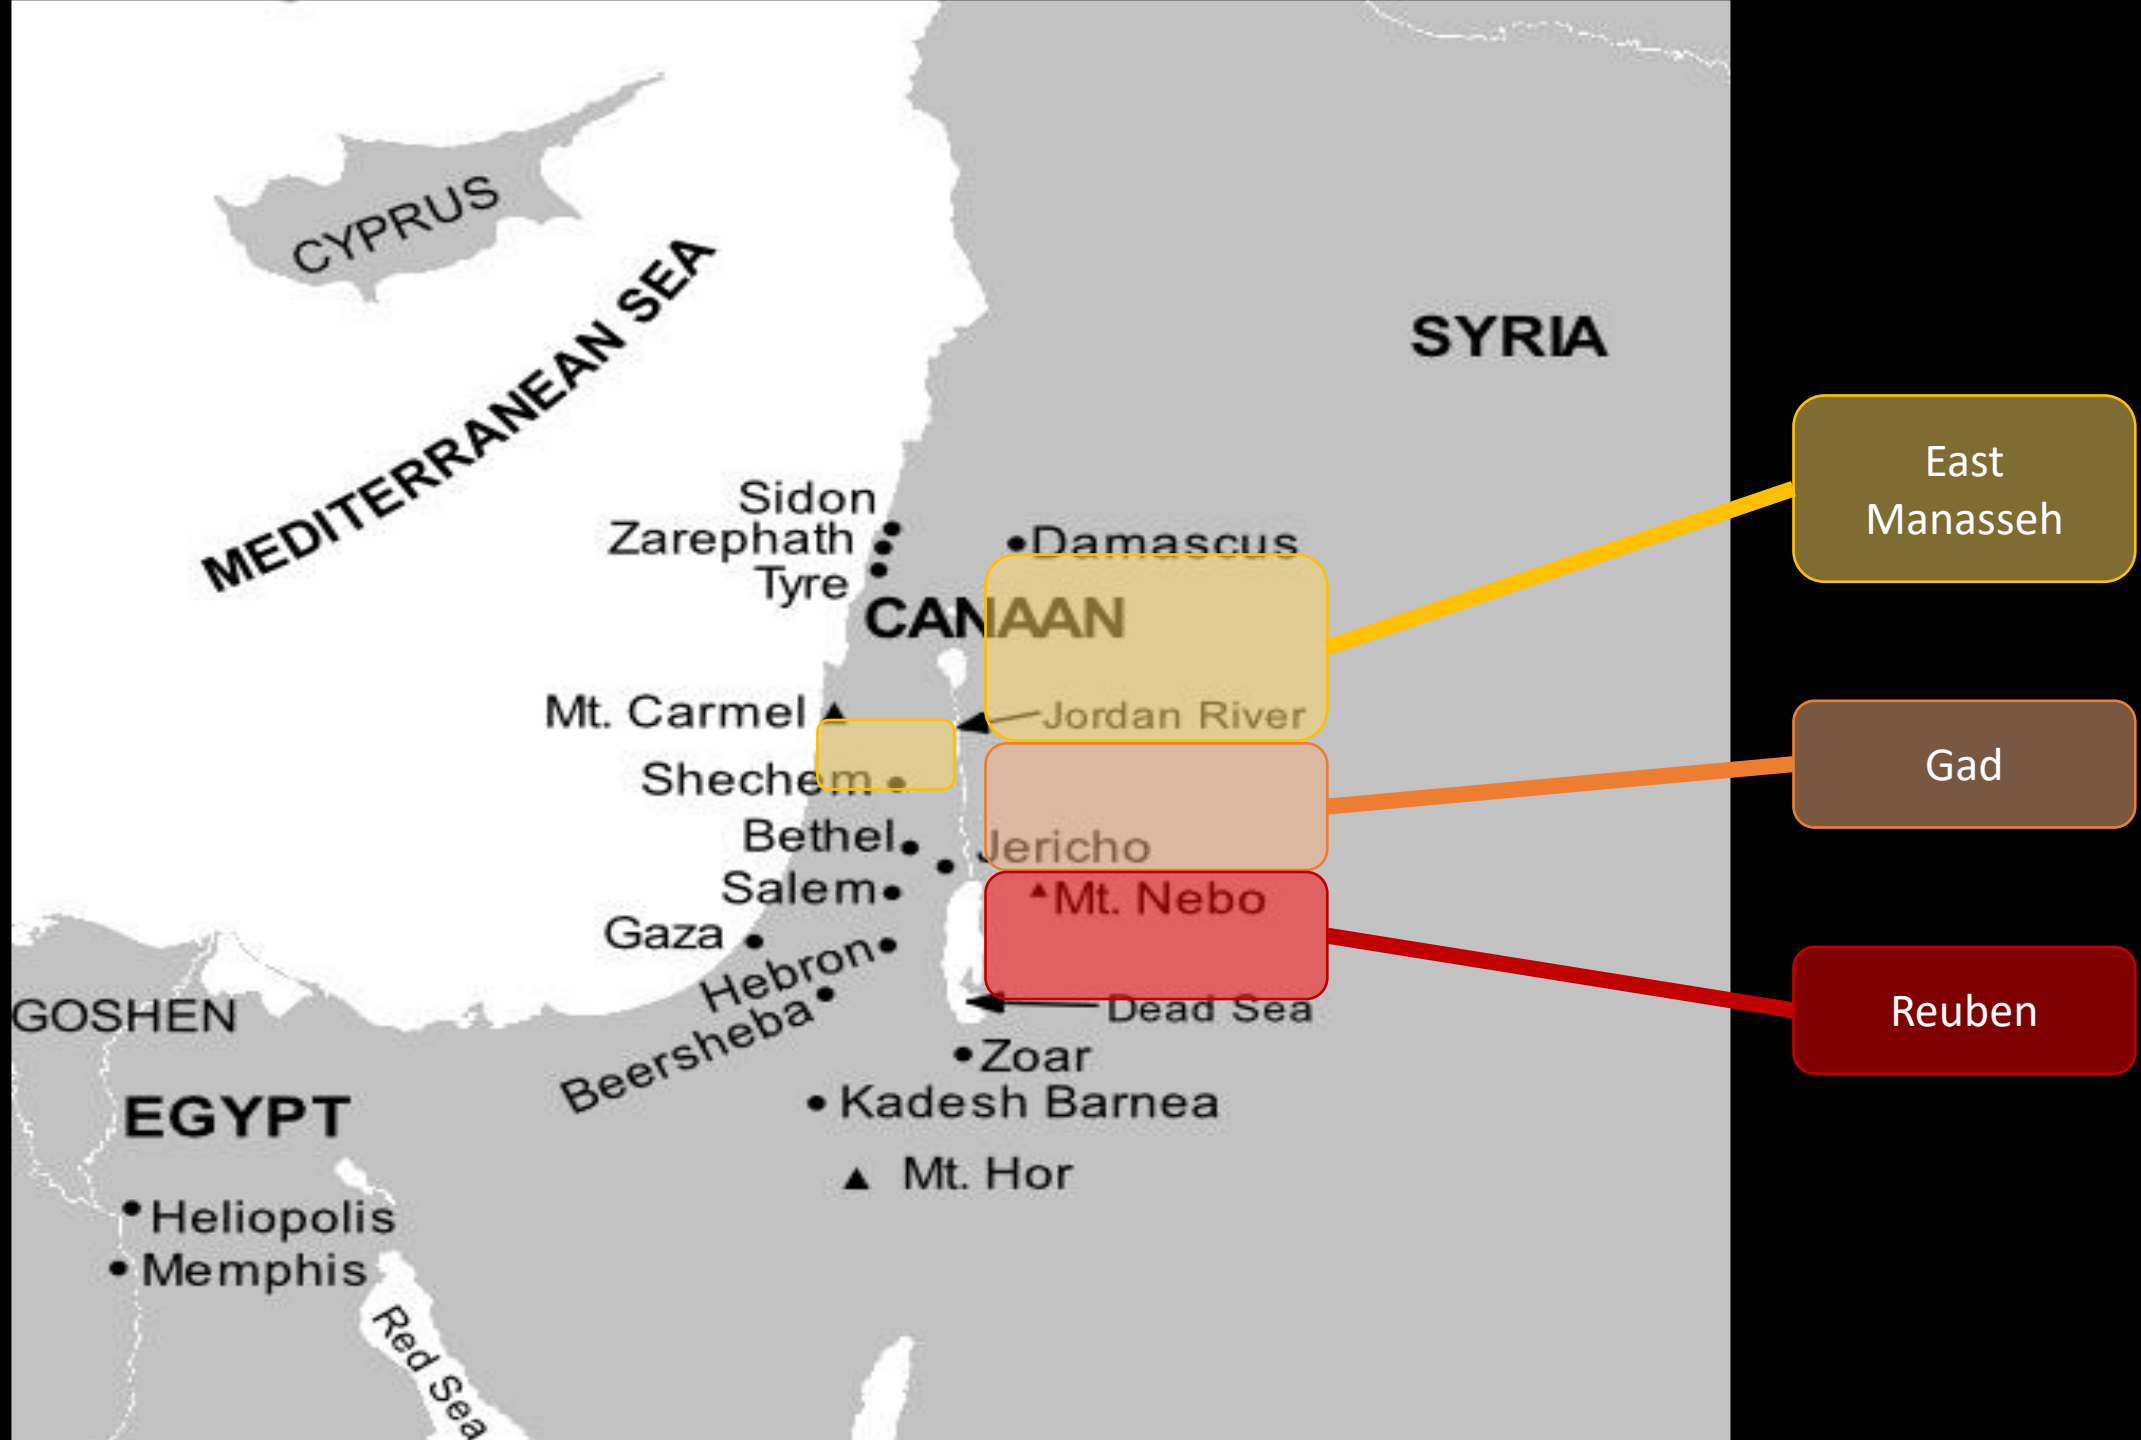 CYPRUS
MEDITERRANEAN SEA
SYRIA
East
Manasseh
Sidon
Zarephath
Damascus
Tyre
CANAAN
Mt. Carmel
Jordan River
Gad
Shechem
Bethel
Jericho
Salem
Mt. Nebo
Gaza
Hebron
Reuben
GOSHEN
Dead Sea
Beersheba
Zoar
EGYPT
Kadesh Barnea
Mt. Hor
Heliopolis
Memphis
Red Sea